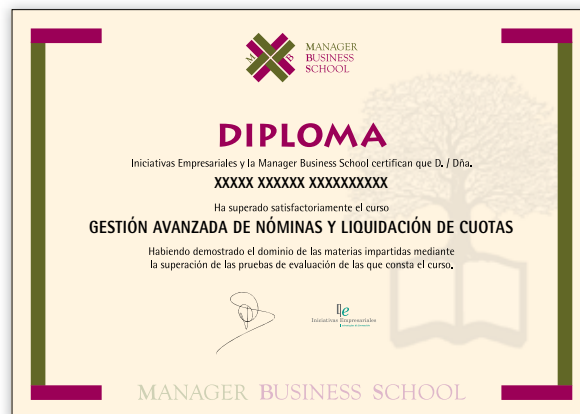 M B
MANAGER
BUSINESS
SCHOOL
DIPLOMA
Iniciativas Empresariales y la Manager Business School certifican que D. / Dña.
XXXXX XXXXXX XXXXXXXXXX
Ha superado satisfactoriamente el curso
GESTIÓN AVANZADA DE NÓMINAS Y LIQUIDACIÓN DE CUOTAS
Habiendo demostrado el dominio de las materias impartidas mediante
la superación de las pruebas de evaluación de las que consta el curso.
Iniciativas Empresariales
MANAGER BUSINESS SCHOOL